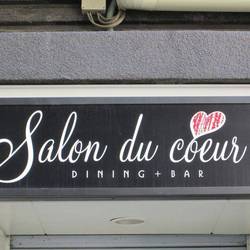 Salon du coeur
DINING + BAR